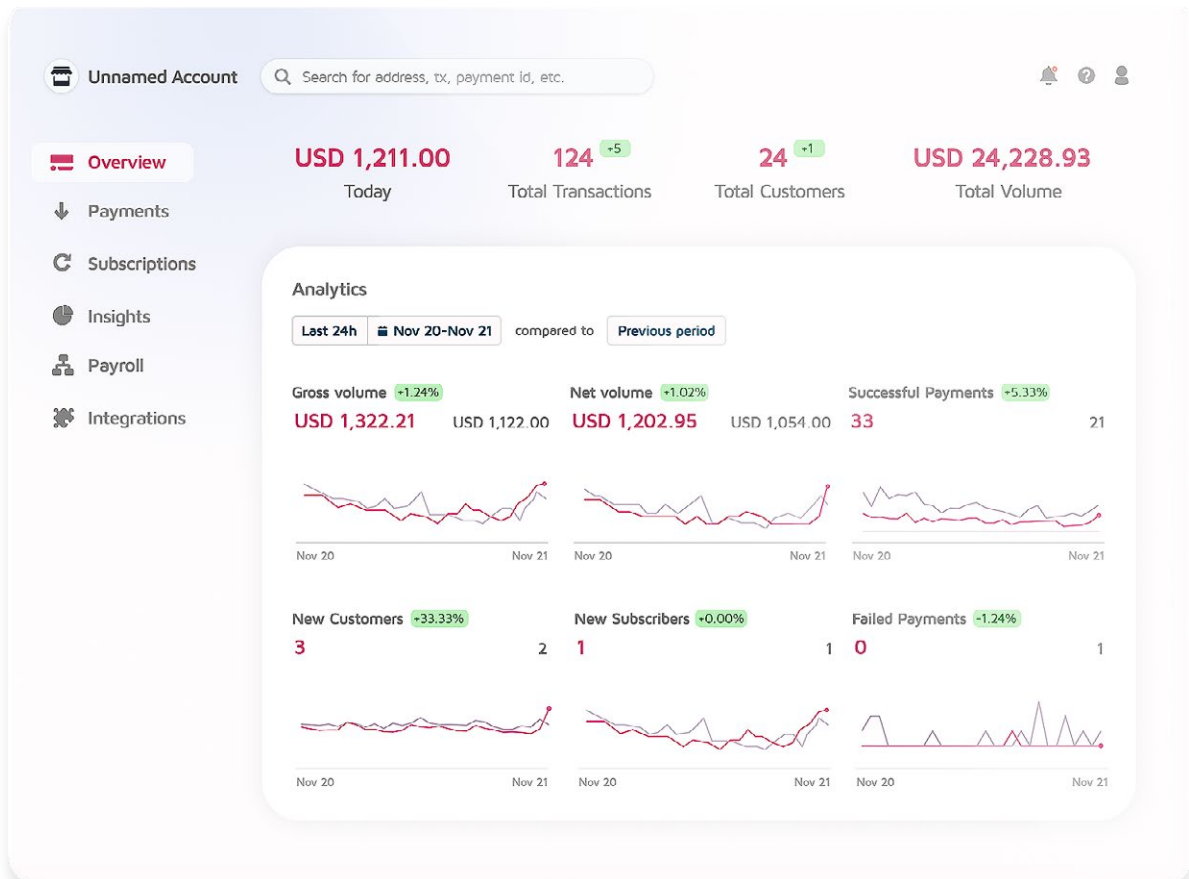 Unnamed Account
Search for address, tx, payment id, etc.
Overview
Payments
Subscriptions
Insights
Payroll
Integrations
USD 1,211.00
Today
124 +5
Total Transactions
24 +1
Total Customers
USD 24,228.93
Total Volume
Analytics
Last 24h Nov 20-Nov 21 compared to Previous period
Gross volume +1.24%
USD 1,322.21 USD 1,122.00
Nov 20 Nov 21
Net volume +1.02%
USD 1,202.95 USD 1,054.00
Nov 20 Nov 21
Successful Payments +5.33%
33 21
Nov 20 Nov 21
New Customers +33.33%
3 2
Nov 20 Nov 21
New Subscribers +0.00%
1 1
Nov 20 Nov 21
Failed Payments -1.24%
0 1
Nov 20 Nov 21